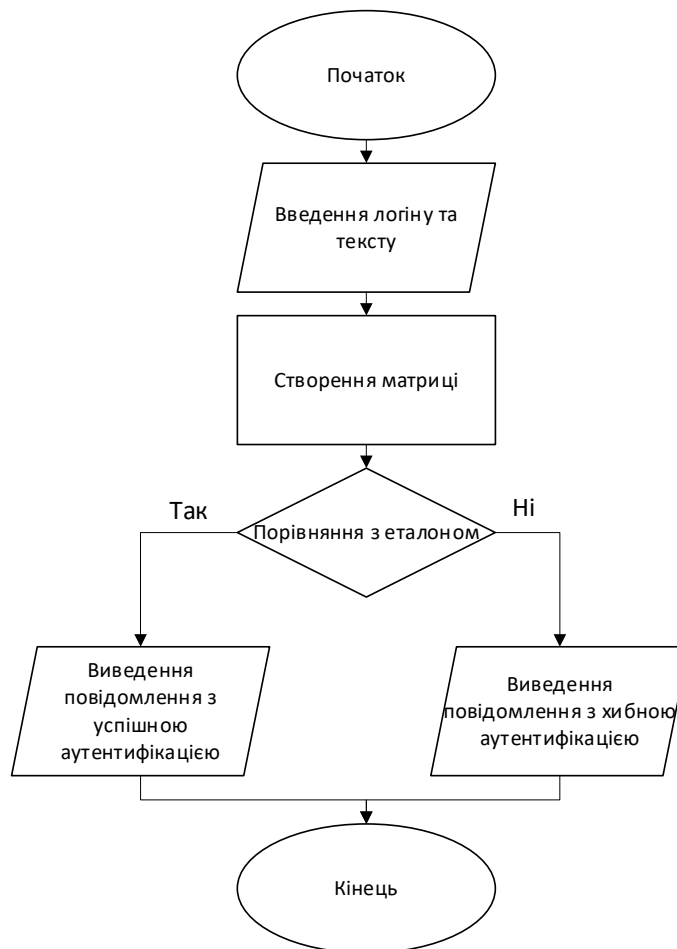 Початок
Введення логіну та
тексту
Створення матриці
Так
Порівняння з еталоном
Ні
Виведення
повідомлення з
успішною
аутентифікацією
Виведення
повідомлення з хибною
аутентифікацією
Кінець